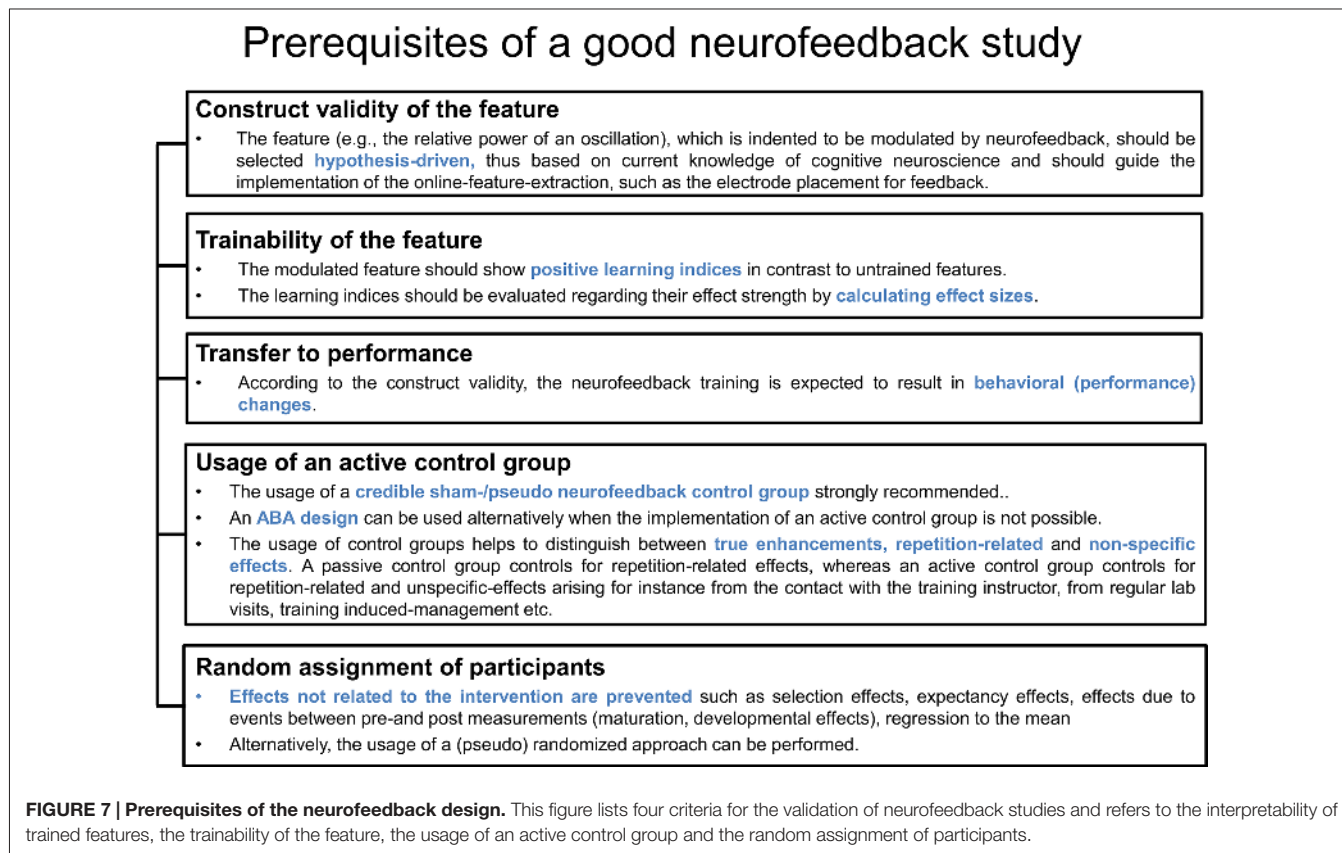 Prerequisites of a good neurofeedback study
Construct validity of the feature
• The feature (e.g., the relative power of an oscillation), which is indented to be modulated by neurofeedback, should be
selected hypothesis-driven, thus based on current knowledge of cognitive neuroscience and should guide the
implementation of the online-feature-extraction, such as the electrode placement for feedback.
Trainability of the feature
• The modulated feature should show positive learning indices in contrast to untrained features.
• The learning indices should be evaluated regarding their effect strength by calculating effect sizes.
Transfer to performance
• According to the construct validity, the neurofeedback training is expected to result in behavioral (performance)
changes.
Usage of an active control group
• The usage of a credible sham-/pseudo neurofeedback control group strongly recommended..
• An ABA design can be used alternatively when the implementation of an active control group is not possible.
• The usage of control groups helps to distinguish between true enhancements, repetition-related and non-specific
effects. A passive control group controls for repetition-related effects, whereas an active control group controls for
repetition-related and unspecific-effects arising for instance from the contact with the training instructor, from regular lab
visits, training induced-management etc.
Random assignment of participants
• Effects not related to the intervention are prevented such as selection effects, expectancy effects, effects due to
events between pre-and post measurements (maturation, developmental effects), regression to the mean
• Alternatively, the usage of a (pseudo) randomized approach can be performed.
FIGURE 7 | Prerequisites of the neurofeedback design. This figure lists four criteria for the validation of neurofeedback studies and refers to the interpretability of
trained features, the trainability of the feature, the usage of an active control group and the random assignment of participants.